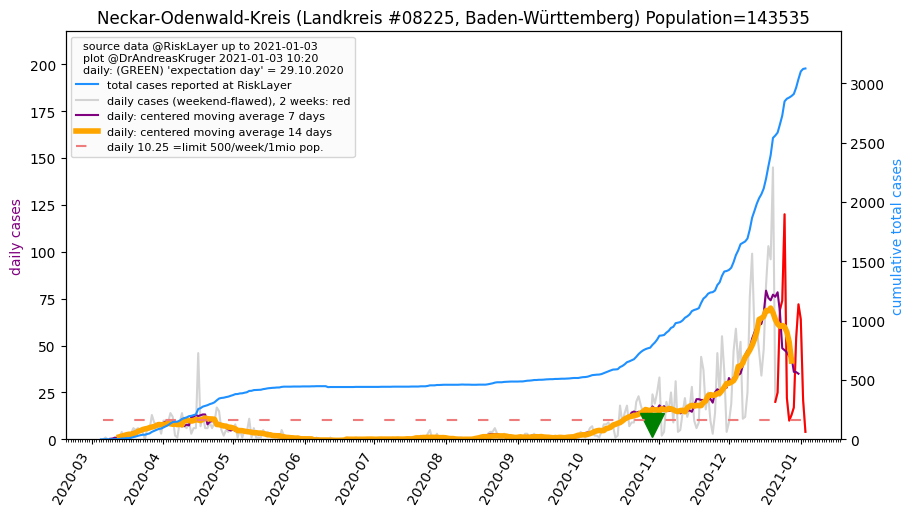 Neckar-Odenwald-Kreis (Landkreis #08225, Baden-Württemberg) Population=143535
source data @RiskLayer up to 2021-01-03
plot @DrAndreasKruger 2021-01-03 10:20
daily: (GREEN) 'expectation day' = 29.10.2020
total cases reported at RiskLayer
daily cases (weekend-flawed), 2 weeks: red
daily: centered moving average 7 days
daily: centered moving average 14 days
daily 10.25 =limit 500/week/1mio pop.
daily cases
200
175
150
125
100
75
50
25
0
3000
2500
2000
1500
1000
500
0
cumulative total cases
2020-03
2020-04
2020-05
2020-06
2020-07
2020-08
2020-09
2020-10
2020-11
2020-12
2021-01